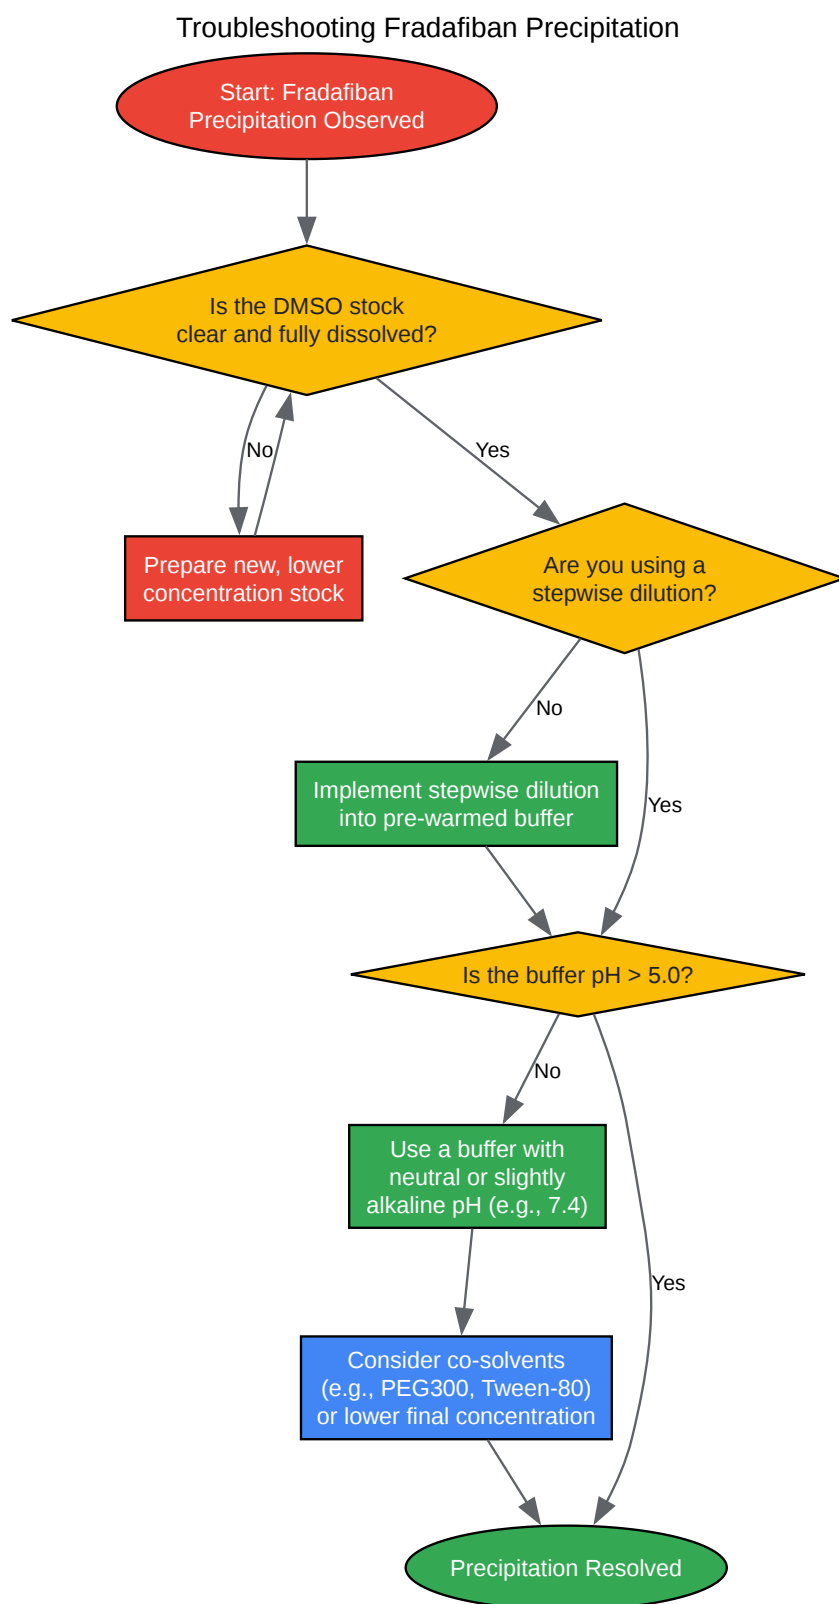 Troubleshooting Fradafiban Precipitation
Start: Fradafiban
Precipitation Observed
Is the DMSO stock
clear and fully dissolved?
No
Yes
Prepare new, lower
concentration stock
Are you using a
stepwise dilution?
No
Implement stepwise dilution
into pre-warmed buffer
Yes
Is the buffer pH > 5.0?
No
Use a buffer with
neutral or slightly
alkaline pH (e.g., 7.4)
Yes
Consider co-solvents
(e.g., PEG300, Tween-80)
or lower final concentration
Precipitation Resolved